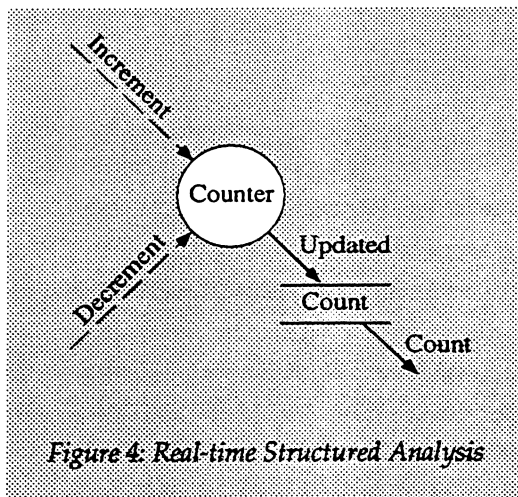 Increment
Counter
Decrement
Updated
Count
Count
Figure 4: Real-time Structured Analysis